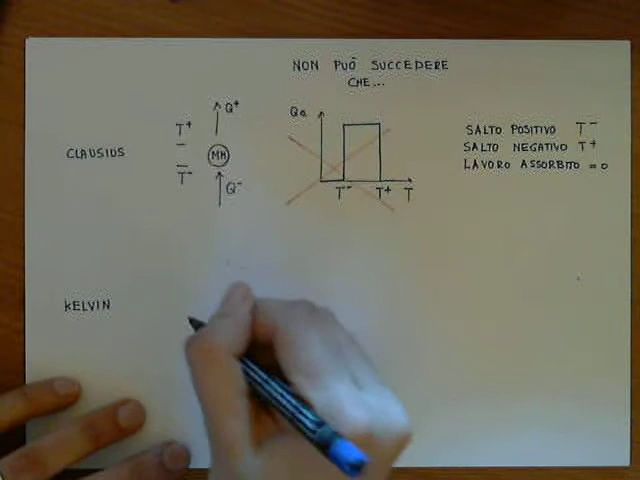 NON PUÒ SUCCEDERE
CHE...
CLAUSIUS
T+
T-
Q+
MM
Q-
Qa
T-
T+
T
SALTO POSITIVO T-
SALTO NEGATIVO T+
LAVORO ASSORBITO = 0
KELVIN